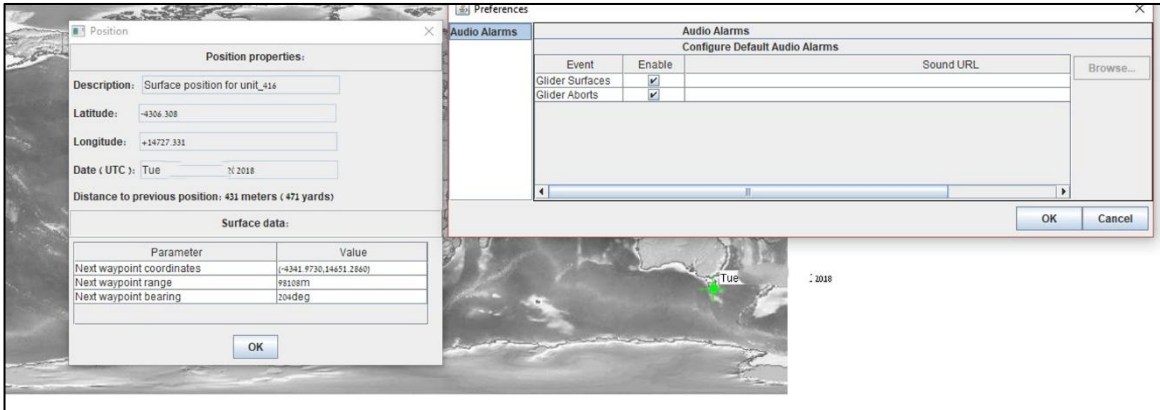 Position
Position properties:
Description: Surface position for unit_416
Latitude: -4306.308
Longitude: +14727.331
Date ( UTC ): Tue 2018
Distance to previous position: 431 meters ( 471 yards)
Surface data:
Parameter Value
Next waypoint coordinates (-4341.9730,14651.2860)
Next waypoint range 98108m
Next waypoint bearing 204deg
OK
Preferences
Audio Alarms
Audio Alarms
Configure Default Audio Alarms
Event Enable Sound URL
Browse...
Glider Surfaces
Glider Aborts
OK Cancel
Tue 2018